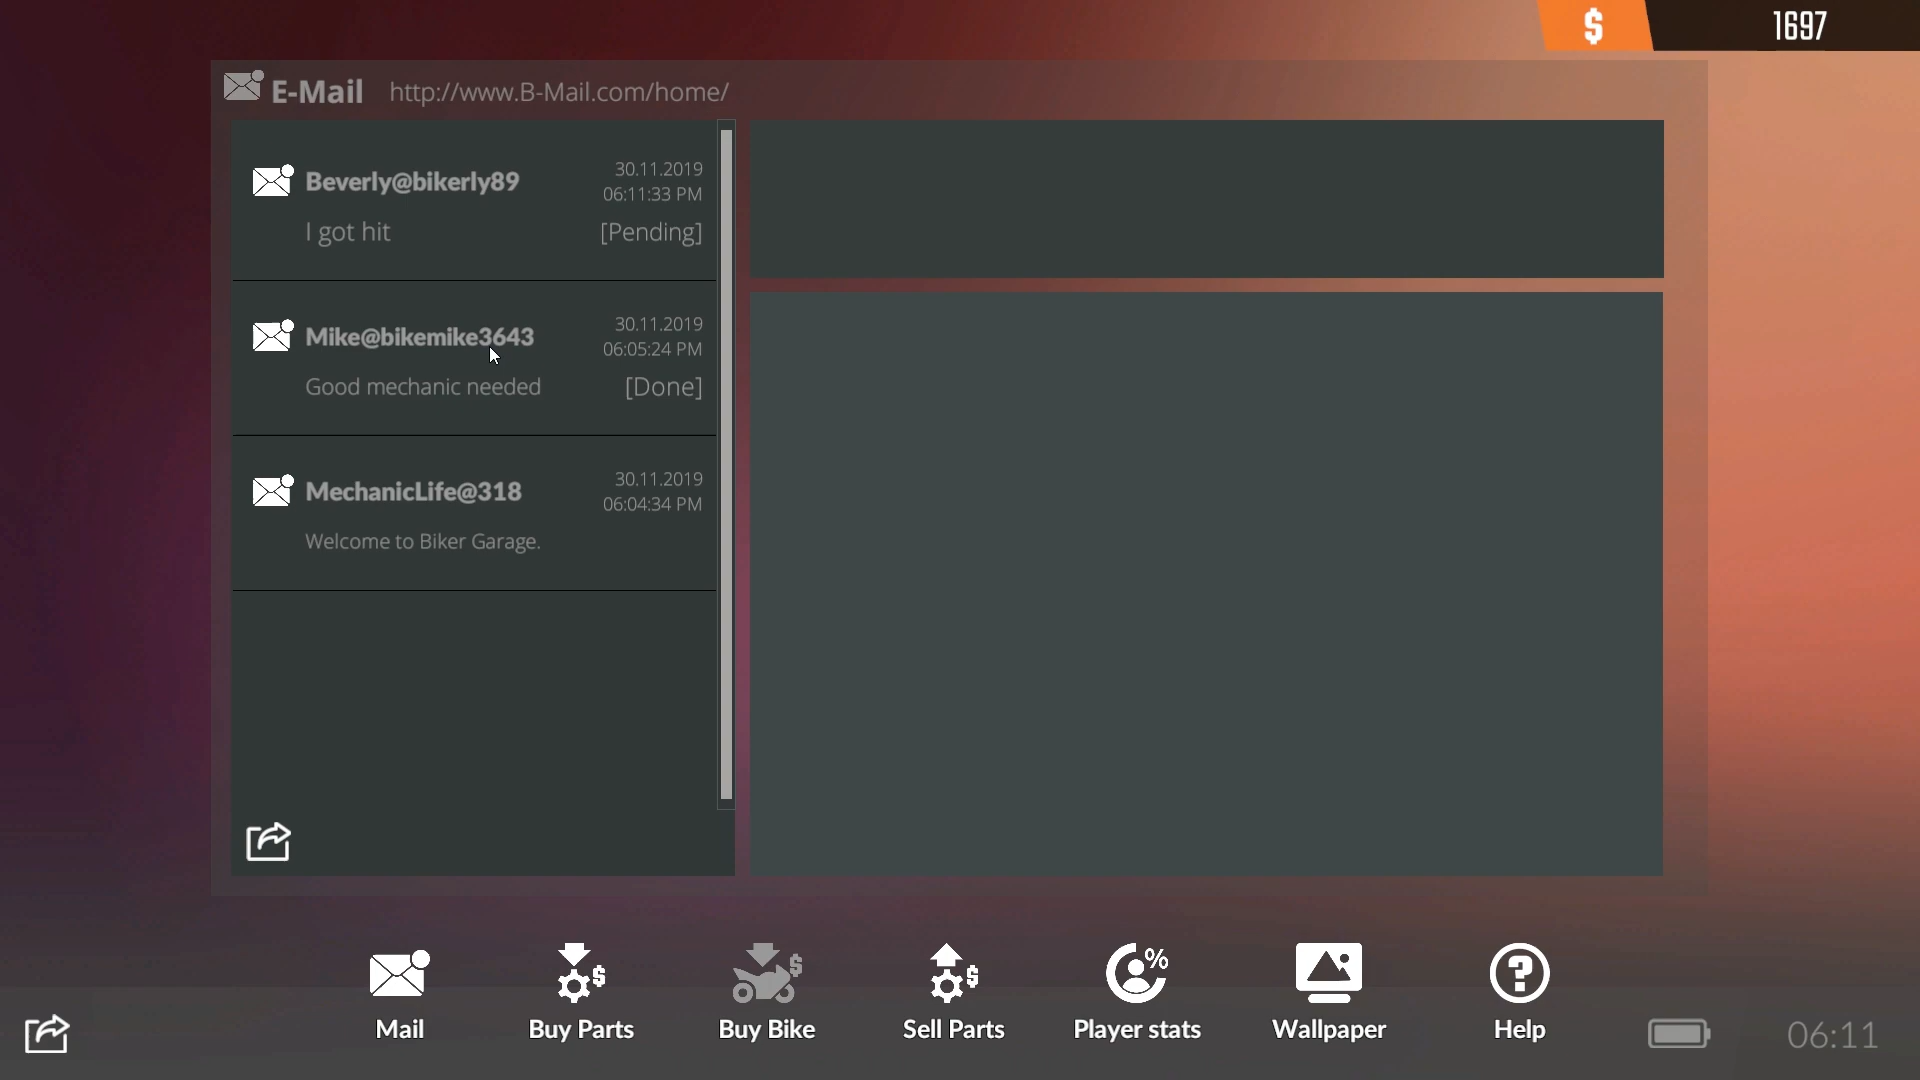 $ 1697
E-Mail http://www.B-Mail.com/home/
Beverly@bikerly89 30.11.2019
06:11:33 PM
I got hit [Pending]
Mike@bikemike3643 30.11.2019
06:05:24 PM
Good mechanic needed [Done]
MechanicLife@318 30.11.2019
06:04:34 PM
Welcome to Biker Garage.
Mail Buy Parts Buy Bike Sell Parts Player stats Wallpaper Help
06:11